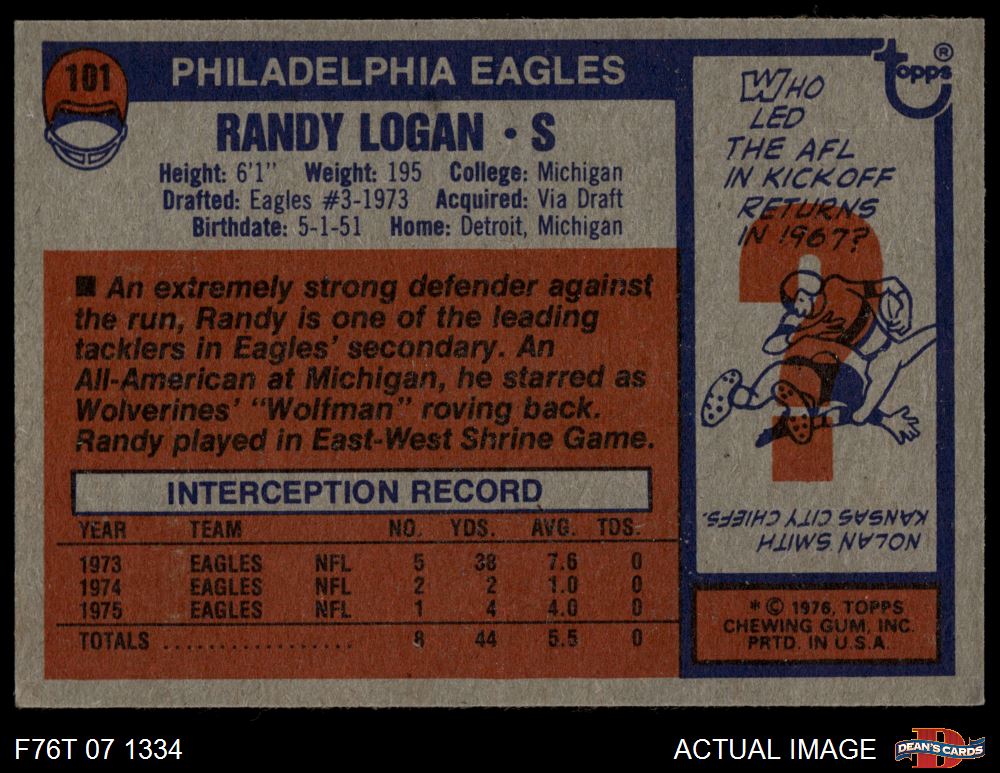 101
PHILADELPHIA EAGLES
RANDY LOGAN • S
Height: 6'1" Weight: 195 College: Michigan
Drafted: Eagles #3-1973 Acquired: Via Draft
Birthdate: 5-1-51 Home: Detroit, Michigan
■ An extremely strong defender against
the run, Randy is one of the leading
tacklers in Eagles' secondary. An
All-American at Michigan, he starred as
Wolverines' "Wolfman" roving back.
Randy played in East-West Shrine Game.
INTERCEPTION RECORD
YEAR TEAM NO. YDS. AVG. TDS.
1973 EAGLES NFL 5 38 7.6 0
1974 EAGLES NFL 2 2 1.0 0
1975 EAGLES NFL 1 4 4.0 0
TOTALS .................. 8 44 5.5 0
topps ®
WHO
LED
THE AFL
IN KICKOFF
RETURNS
IN 1967?
NOLAN SMITH
KANSAS CITY CHIEFS.
* © 1976, TOPPS
CHEWING GUM, INC.
PRTD. IN U.S.A.
F76T 07 1334
ACTUAL IMAGE
D
DEAN'S CARDS